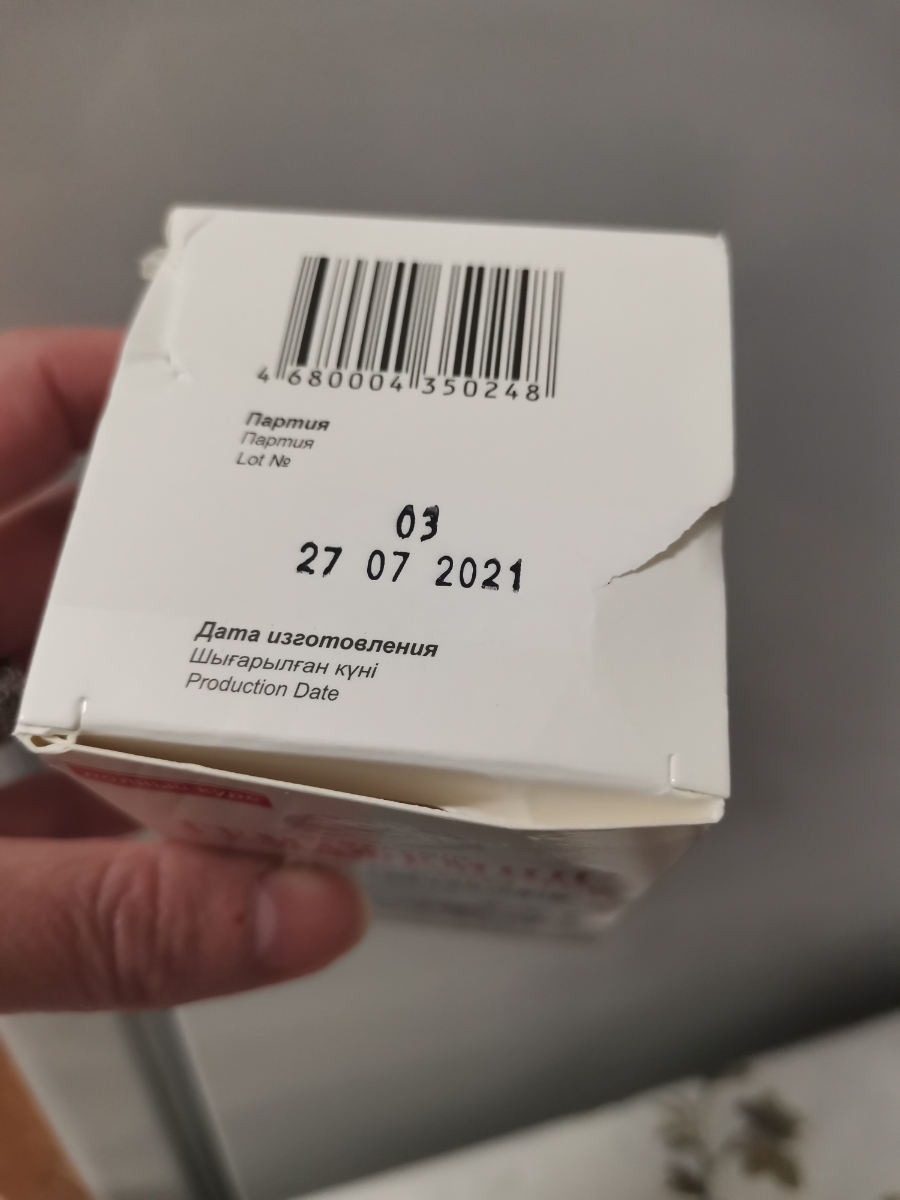 4 680004 350248
Партия
Партия
Lot №
03
27 07 2021
Дата изготовления
Шығарылған күні
Production Date